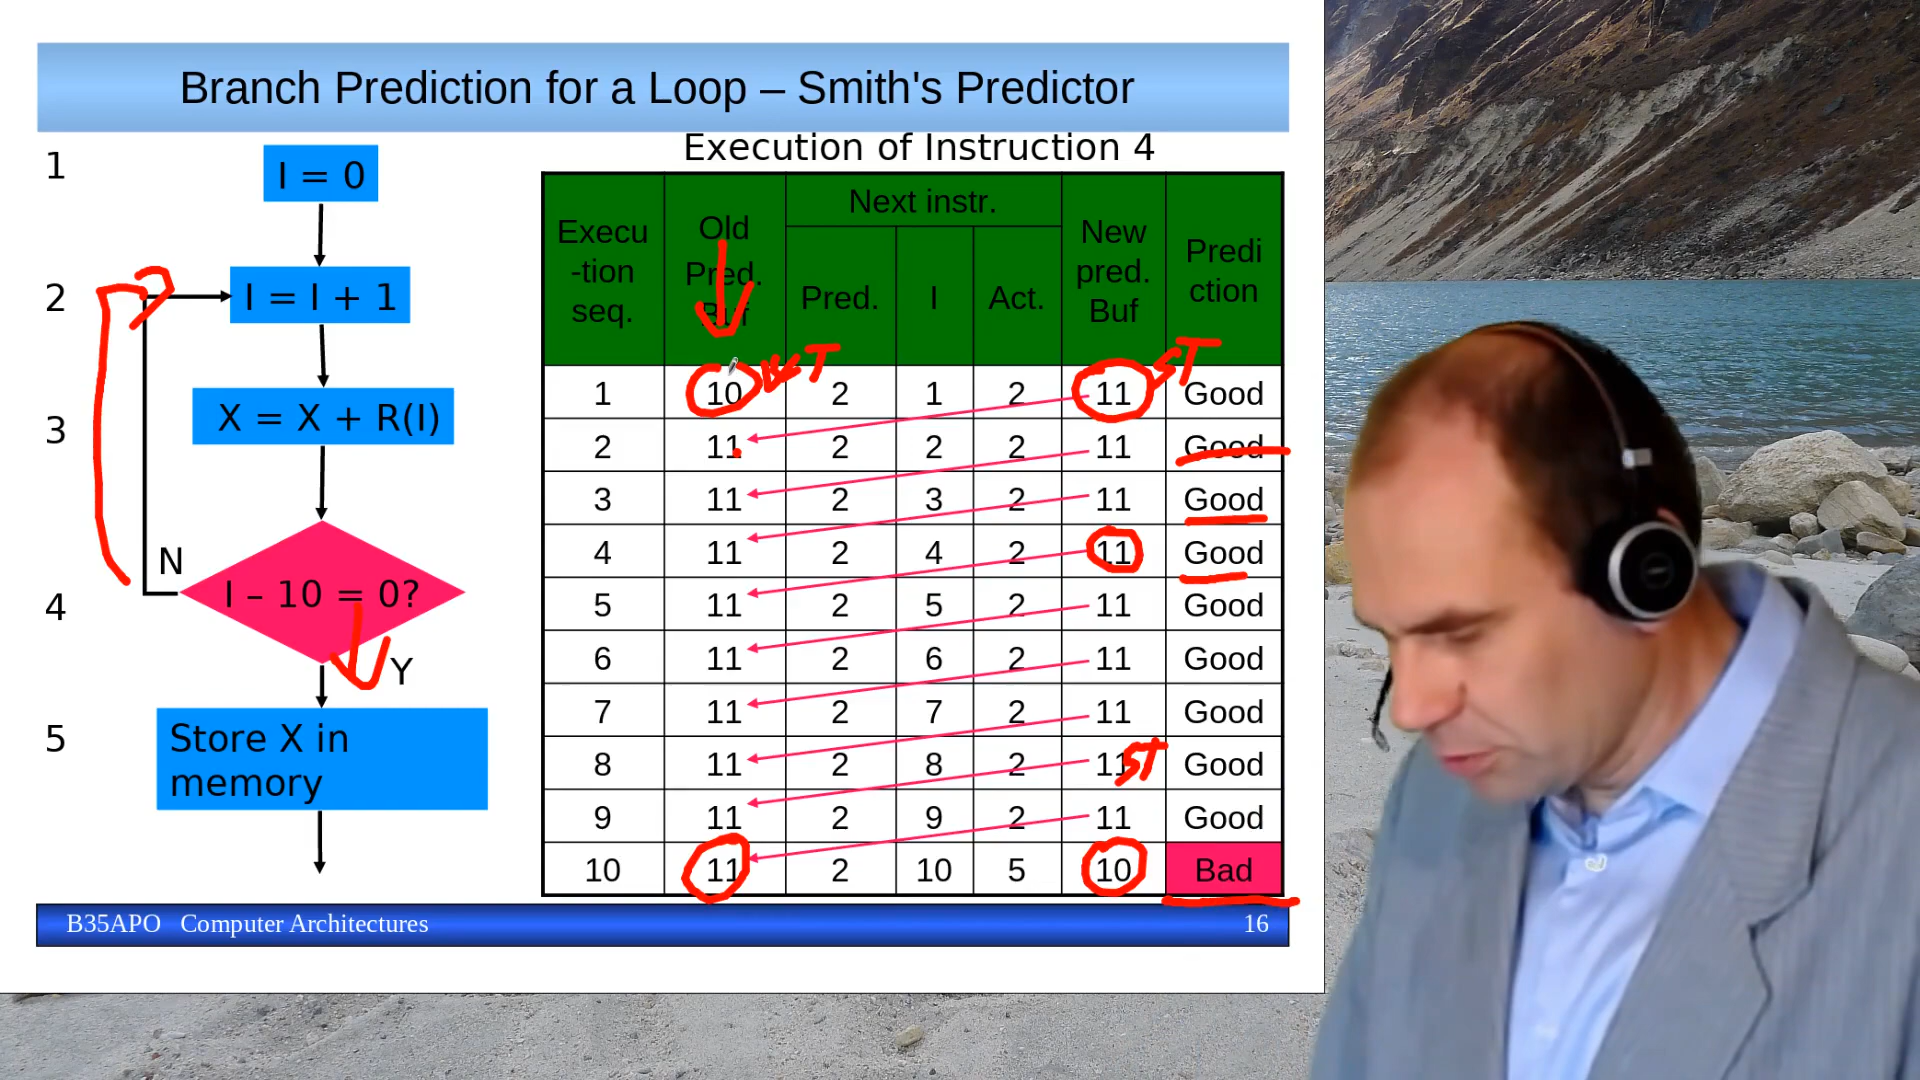 Branch Prediction for a Loop – Smith's Predictor
1
I = 0
2
I = I + 1
3
X = X + R(I)
N
4
I – 10 = 0?
Y
5
Store X in
memory
Execution of Instruction 4
Execu
-tion
seq.
Old
Pred.
Buf
Next instr.
Pred.
I
Act.
New
pred.
Buf
Predi
ction
1 10 WT 2 1 2 11 ST Good
2 11 2 2 2 11 Good
3 11 2 3 2 11 Good
4 11 2 4 2 11 Good
5 11 2 5 2 11 Good
6 11 2 6 2 11 Good
7 11 2 7 2 11 Good
8 11 2 8 2 11 ST Good
9 11 2 9 2 11 Good
10 11 2 10 5 10 Bad
B35APO Computer Architectures 16